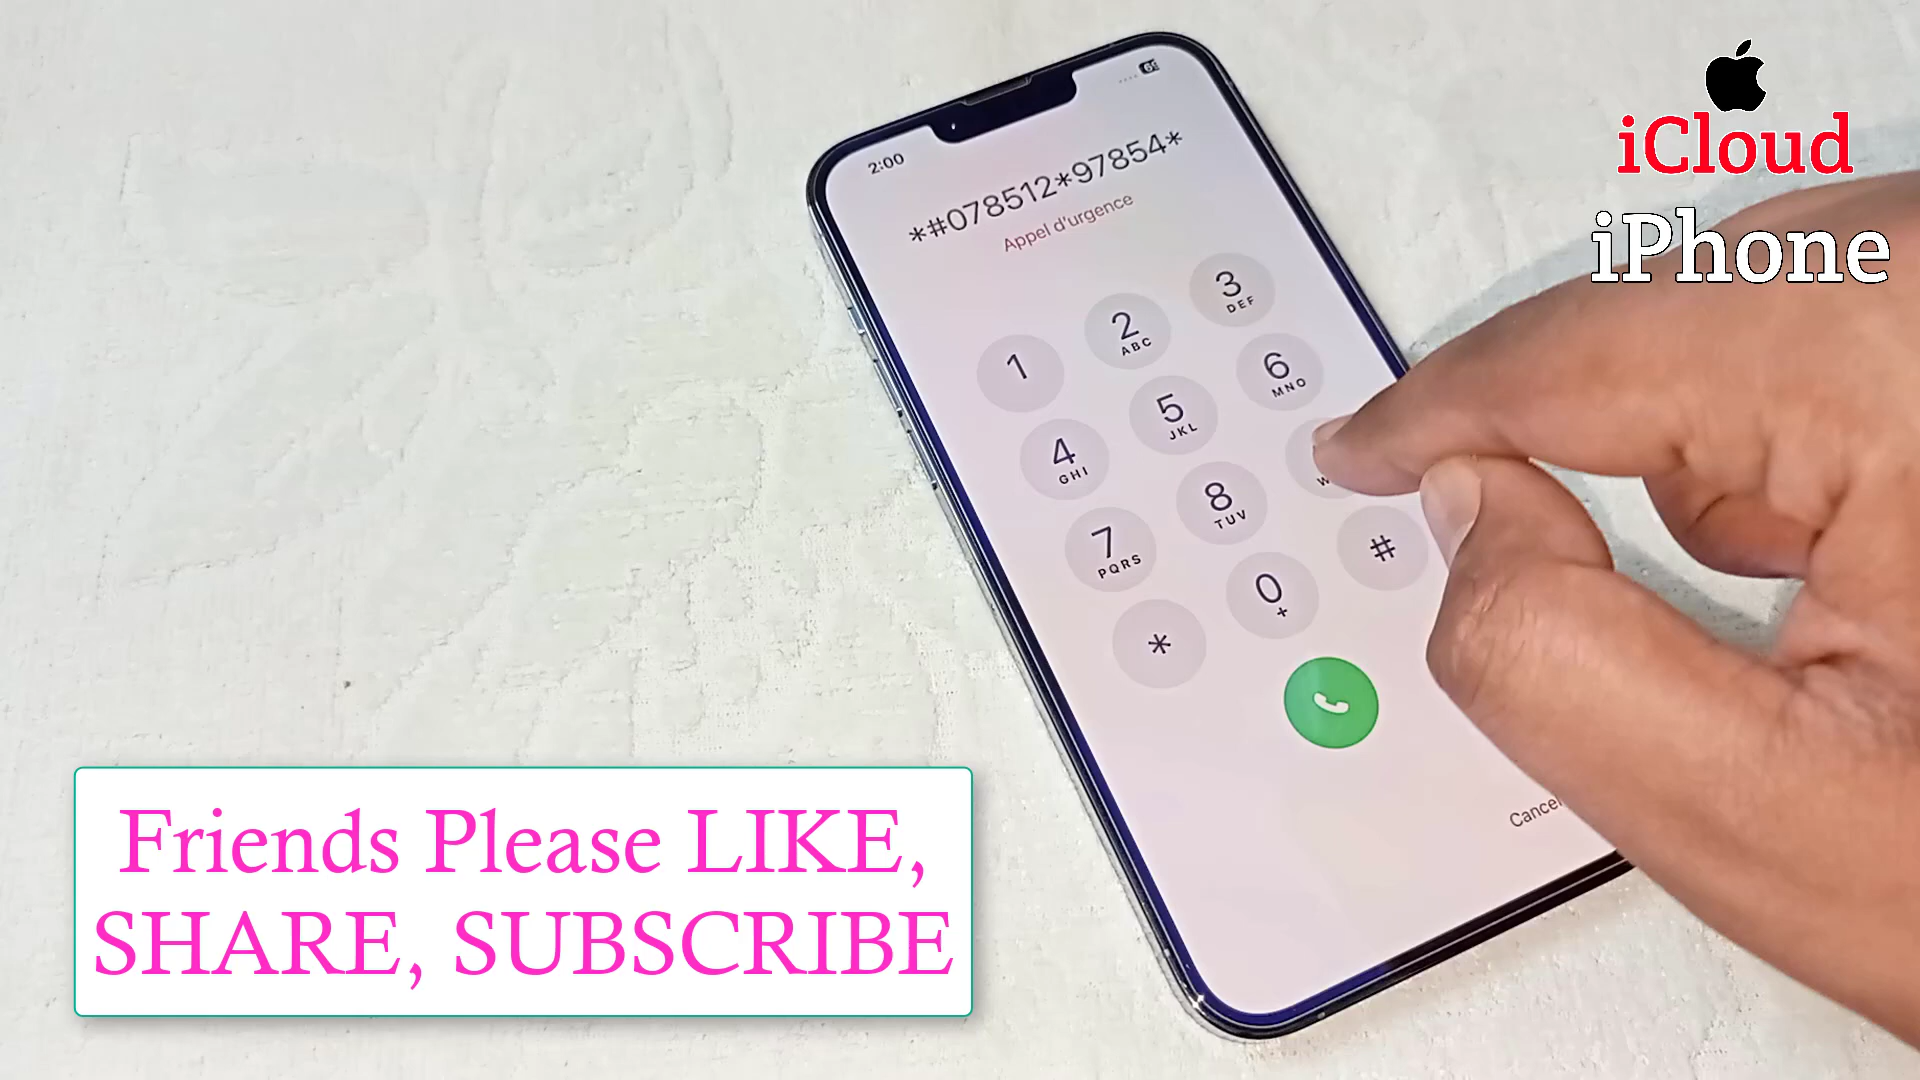 2:00
*#078512*97854*
Appel d'urgence
1
2
ABC
3
DEF
4
GHI
5
JKL
6
MNO
7
PQRS
8
TUV
W
*
0
+
#
Cancel
iCloud
iPhone
Friends Please LIKE,
SHARE, SUBSCRIBE